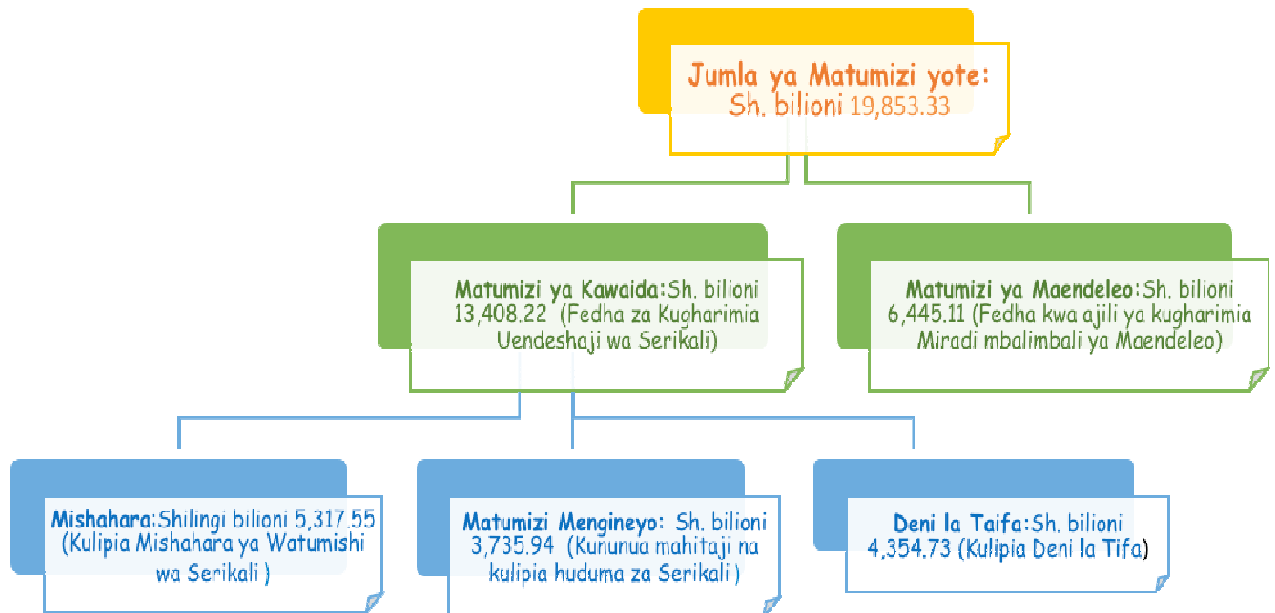 Jumla ya Matumizi yote:
Sh. bilioni 19,853.33
Matumizi ya Kawaida:Sh. bilioni
13,408.22 (Fedha za Kugharimia
Uendeshaji wa Serikali)
Matumizi ya Maendeleo:Sh. bilioni
6,445.11 (Fedha kwa ajili ya kugharimia
Miradi mbalimbali ya Maendeleo)
Mishahara:Shilingi bilioni 5,317.55
(Kulipia Mishahara ya Watumishi
wa Serikali )
Matumizi Mengineyo: Sh. bilioni
3,735.94 (Kununua mahitaji na
kulipia huduma za Serikali)
Deni la Taifa:Sh. bilioni
4,354.73 (Kulipia Deni la Tifa)